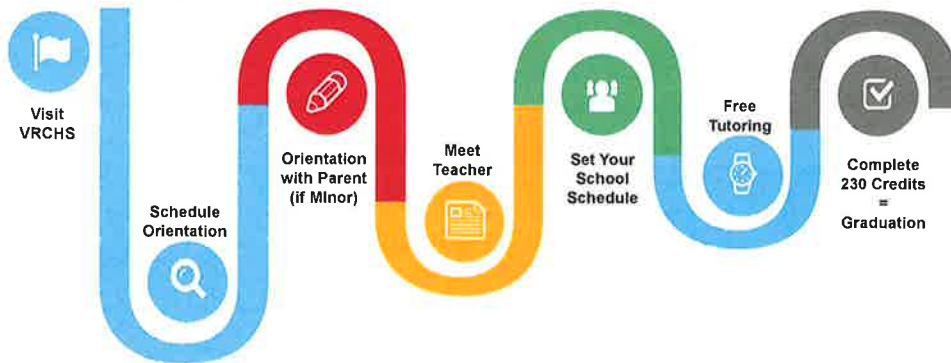 Visit
VRCHS
Schedule
Orientation
Orientation
with Parent
(if MInor)
Meet
Teacher
Set Your
School
Schedule
Free
Tutoring
Complete
230 Credits
=
Graduation